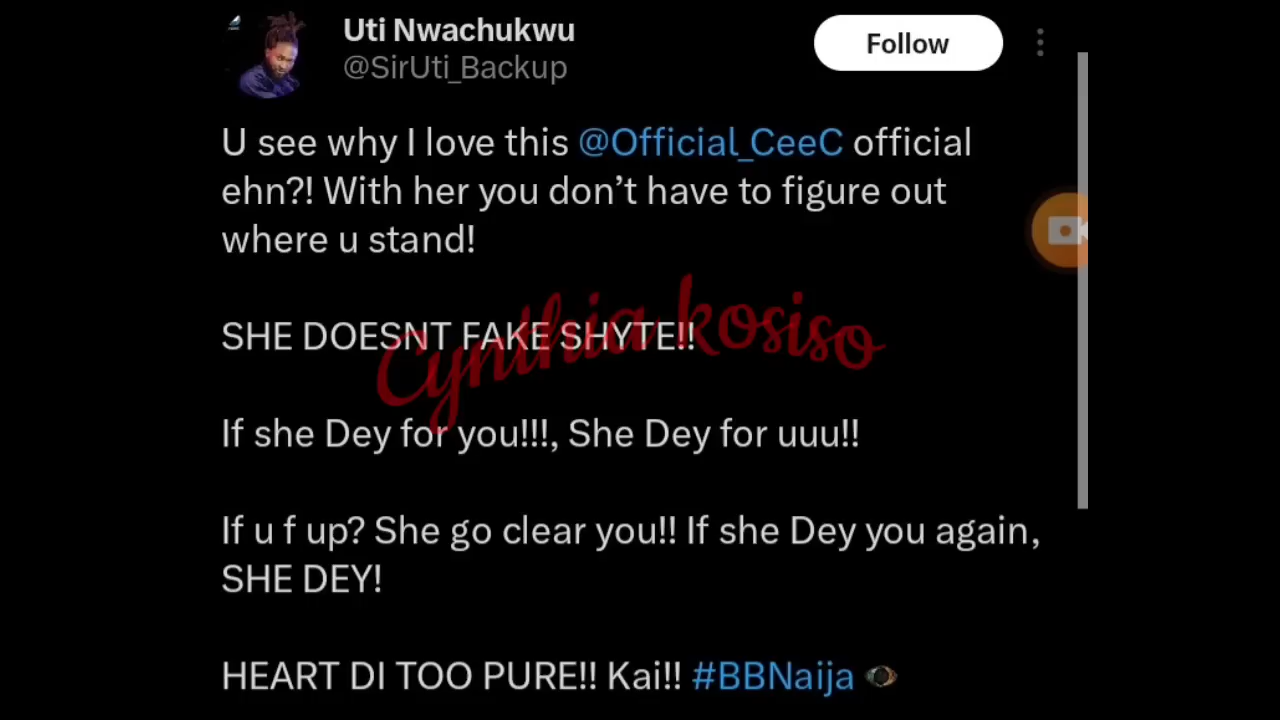 Uti Nwachukwu
@SirUti_Backup
Follow
U see why I love this @Official_CeeC official
ehn?! With her you don’t have to figure out
where u stand!
SHE DOESNT FAKE SHYTE!!
Cynthia kosiso
If she Dey for you!!!, She Dey for uuu!!
If u f up? She go clear you!! If she Dey you again,
SHE DEY!
HEART DI TOO PURE!! Kai!! #BBNaija